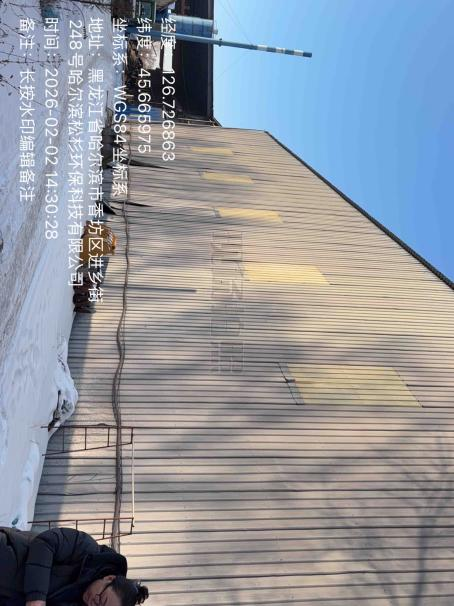 经度：126.726863
纬度：45.665975
坐标系：WGS84坐标系
地址：黑龙江省哈尔滨市香坊区进乡街
248号哈尔滨松杉环保科技有限公司
时间：2026-02-02 14:30:28
备注：长按水印编辑备注